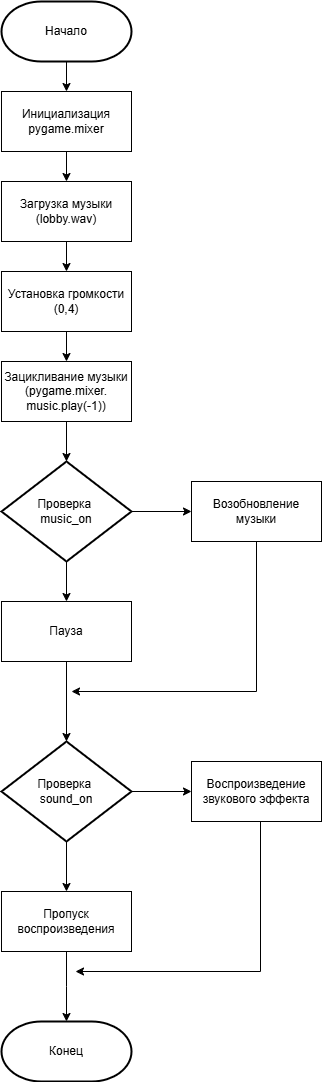 Начало
Инициализация
pygame.mixer
Загрузка музыки
(lobby.wav)
Установка громкости
(0,4)
Зацикливание музыки
(pygame.mixer.
music.play(-1))
Проверка
music_on
Возобновление
музыки
Пауза
Проверка
sound_on
Воспроизведение
звукового эффекта
Пропуск
воспроизведения
Конец